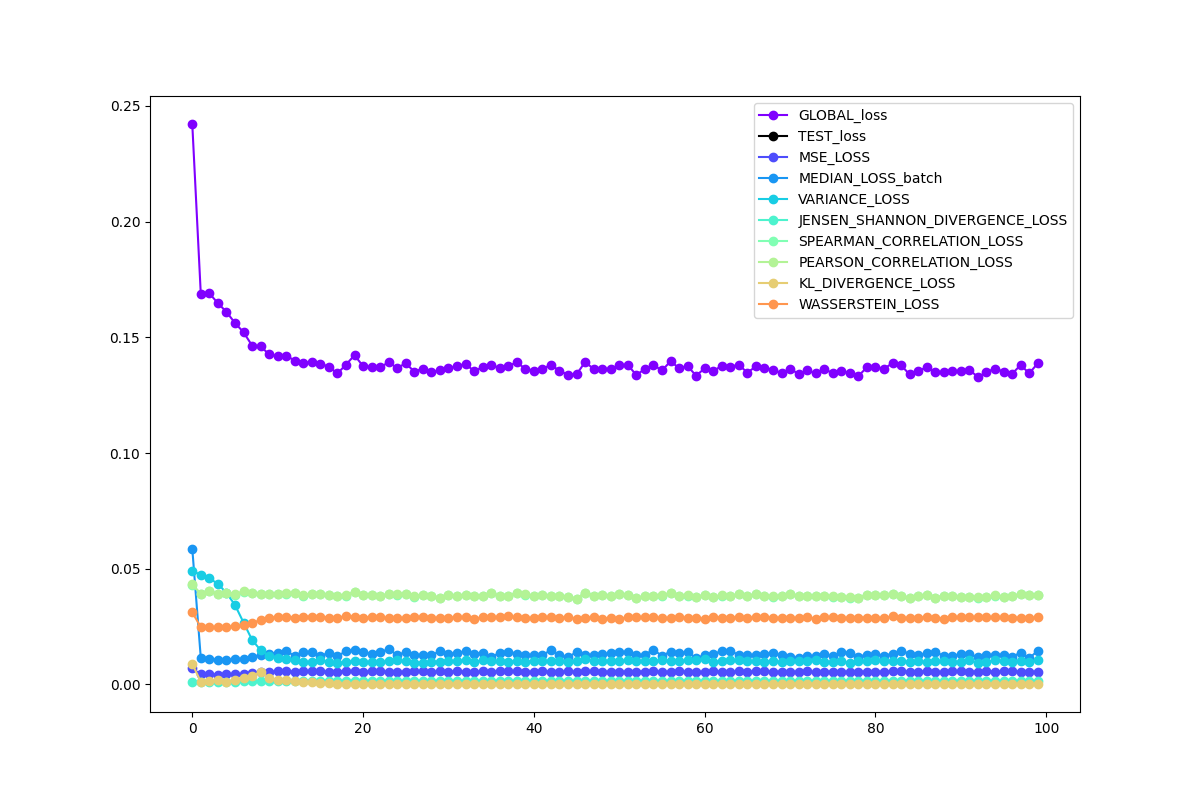 GLOBAL_loss
TEST_loss
MSE_LOSS
MEDIAN_LOSS_batch
VARIANCE_LOSS
JENSEN_SHANNON_DIVERGENCE_LOSS
SPEARMAN_CORRELATION_LOSS
PEARSON_CORRELATION_LOSS
KL_DIVERGENCE_LOSS
WASSERSTEIN_LOSS
0.25
0.20
0.15
0.10
0.05
0.00
0 20 40 60 80 100